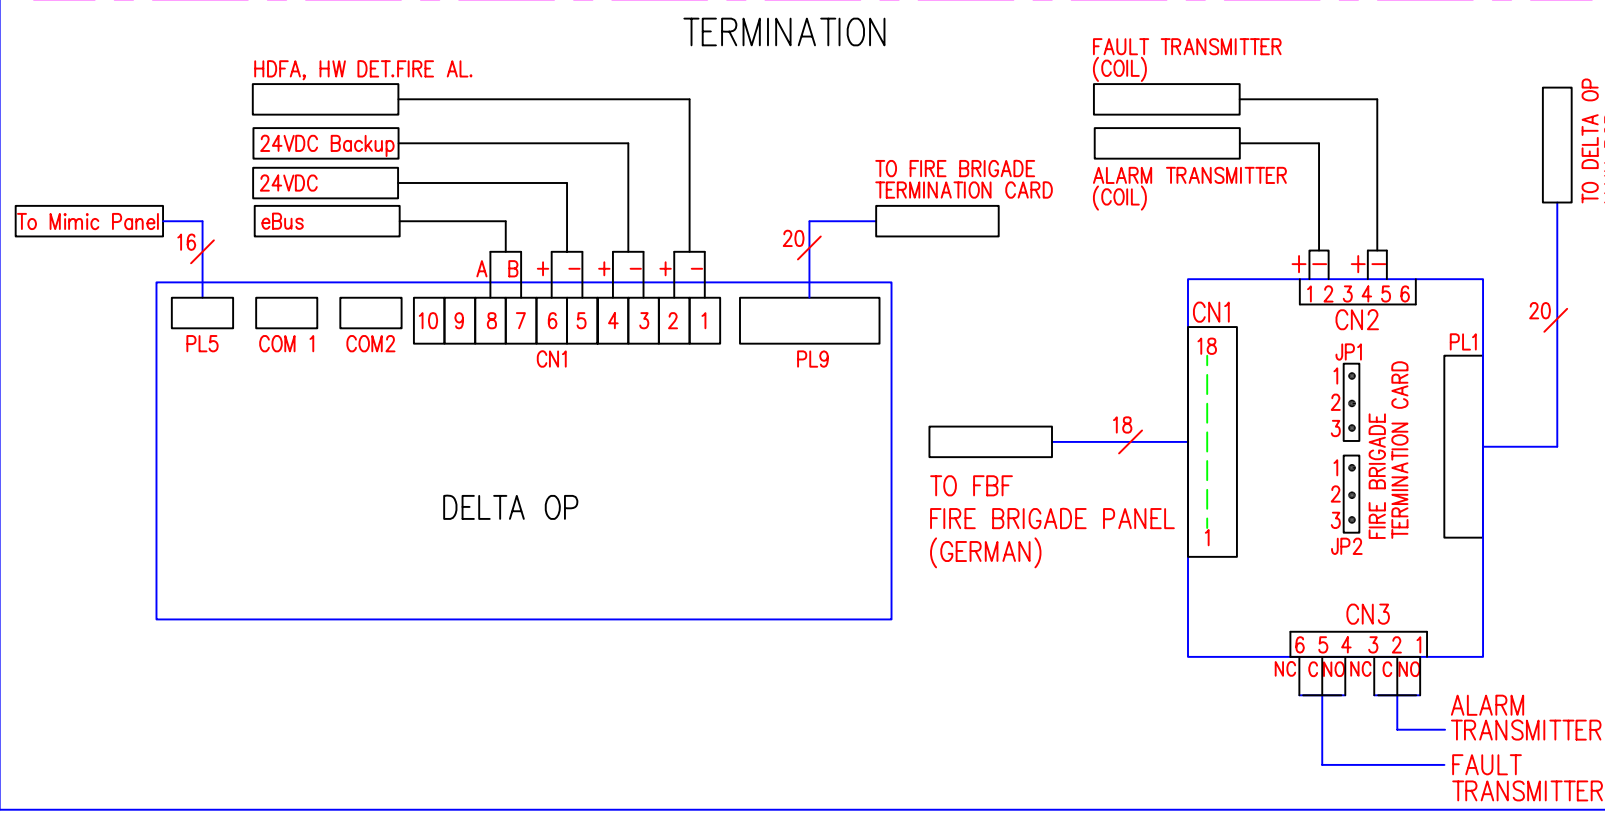 TERMINATION
HDFA, HW DET.FIRE AL.
24VDC Backup
24VDC
eBus
To Mimic Panel
16
A B + - + - + -
TO FIRE BRIGADE
TERMINATION CARD
20
10 9 8 7 6 5 4 3 2 1
PL5
COM 1
COM2
CN1
PL9
DELTA OP
FAULT TRANSMITTER
(COIL)
ALARM TRANSMITTER
(COIL)
TO DELTA OP
+ - + -
1 2 3 4 5 6
CN2
CN1
18
1
JP1
1
2
3
1
2
3
JP2
FIRE BRIGADE
TERMINATION CARD
PL1
20
18
TO FBF
FIRE BRIGADE PANEL
(GERMAN)
CN3
6 5 4 3 2 1
NC C NO NC C NO
ALARM
TRANSMITTER
FAULT
TRANSMITTER